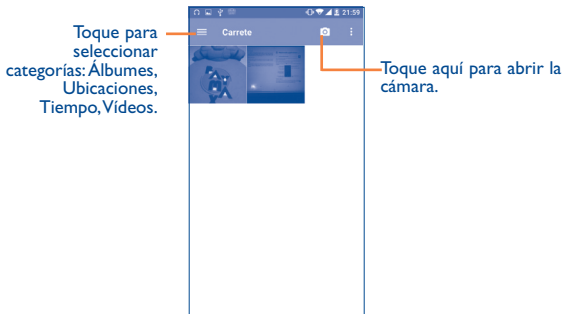 21:59
Carrete
Toque para
seleccionar
categorías: Álbumes,
Ubicaciones,
Tiempo, Vídeos.
Toque aquí para abrir la
cámara.